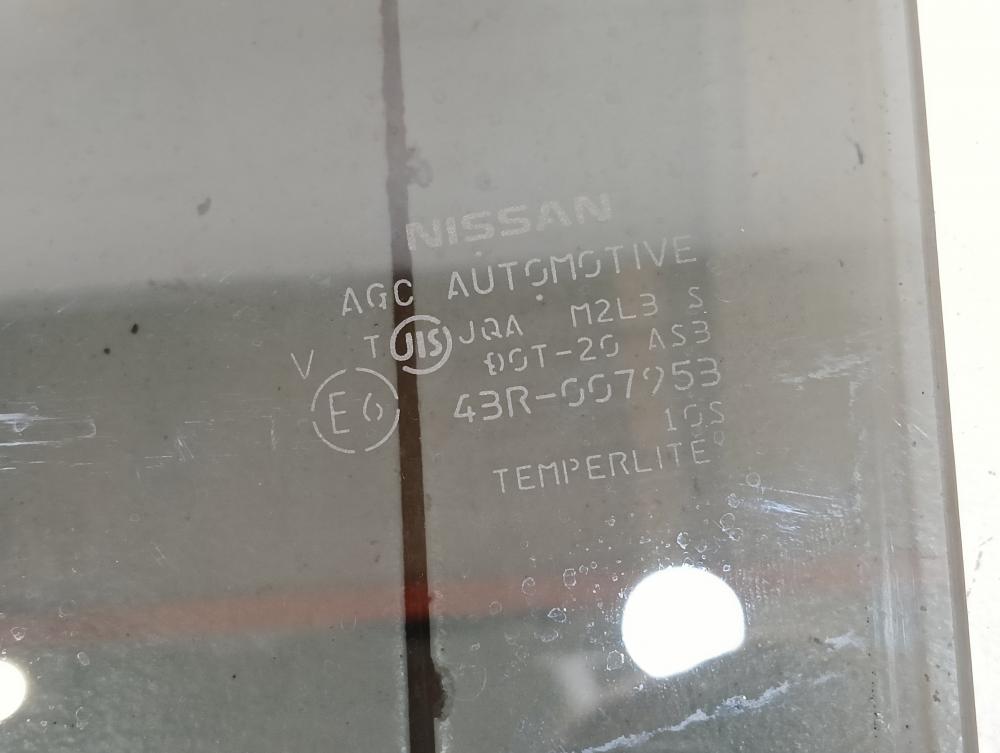 NISSAN
AGC AUTOMOTIVE
T JIS JQA M2L3 S
V DOT-20 AS3
E6 43R-007953
10S
TEMPERLITE